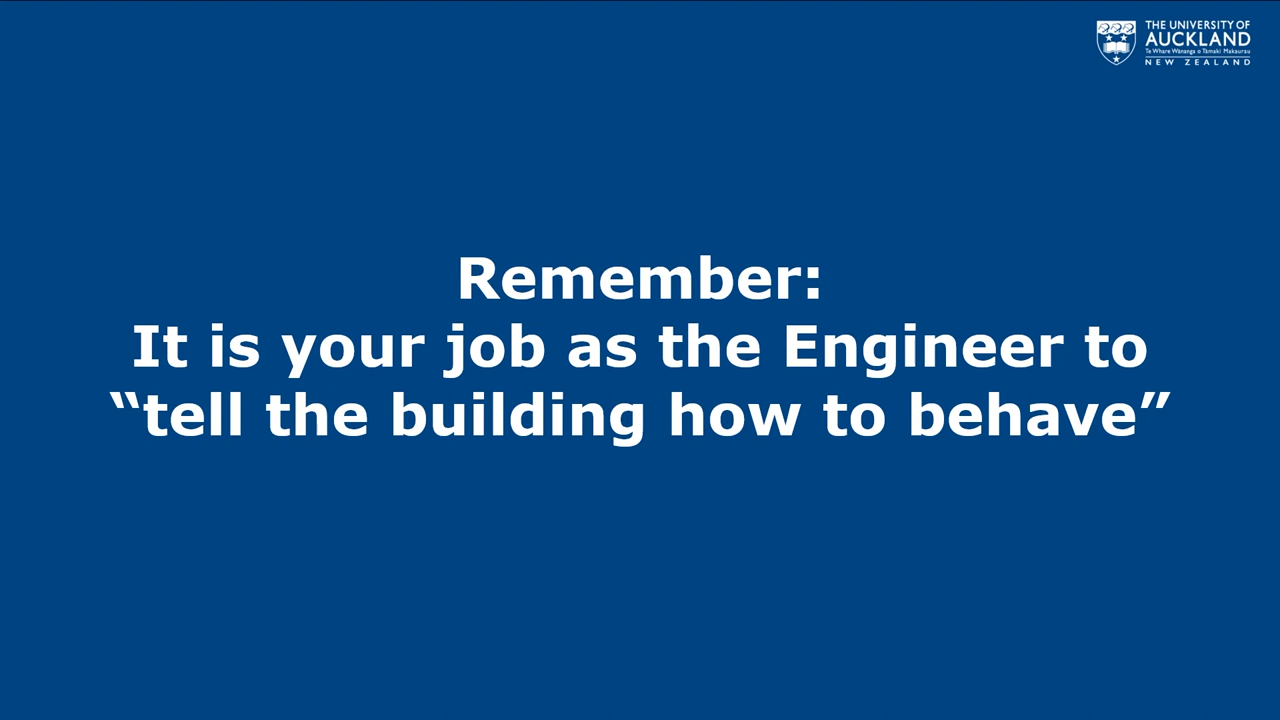 THE UNIVERSITY OF
AUCKLAND
Te Whare Wānanga o Tāmaki Makaurau
NEW ZEALAND
Remember:
It is your job as the Engineer to
“tell the building how to behave”